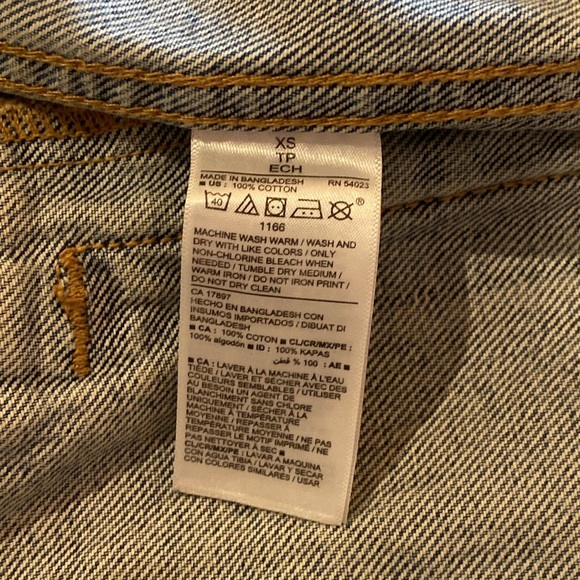 XS
TP
ECH
MADE IN BANGLADESH RN 54023
■ US : 100% COTTON
40 ®
1166
MACHINE WASH WARM / WASH AND
DRY WITH LIKE COLORS / ONLY
NON-CHLORINE BLEACH WHEN
NEEDED / TUMBLE DRY MEDIUM /
WARM IRON / DO NOT IRON PRINT /
DO NOT DRY CLEAN
CA 17897
HECHO EN BANGLADESH CON
INSUMOS IMPORTADOS / DIBUAT DI
BANGLADESH
■ CA : 100% COTON ■ CL/CR/MX/PE :
100% algodón ■ ID : 100% KAPAS
■ AE : 100 % قطن
■ CA : LAVER À LA MACHINE À L'EAU
TIÈDE / LAVER ET SÉCHER AVEC DES
COULEURS SEMBLABLES / UTILISER
AU BESOIN UN AGENT DE
BLANCHIMENT SANS CHLORE /
SÉCHER À LA MACHINE À
TEMPÉRATURE MOYENNE /
REPASSER À TEMPÉRATURE
MOYENNE / NE PAS
REPASSER LE MOTIF IMPRIMÉ / NE
PAS NETTOYER À SEC ■
CL/CR/MX/PE : LAVAR A MAQUINA
CON AGUA TIBIA / LAVAR Y SECAR
CON COLORES SIMILARES / USAR